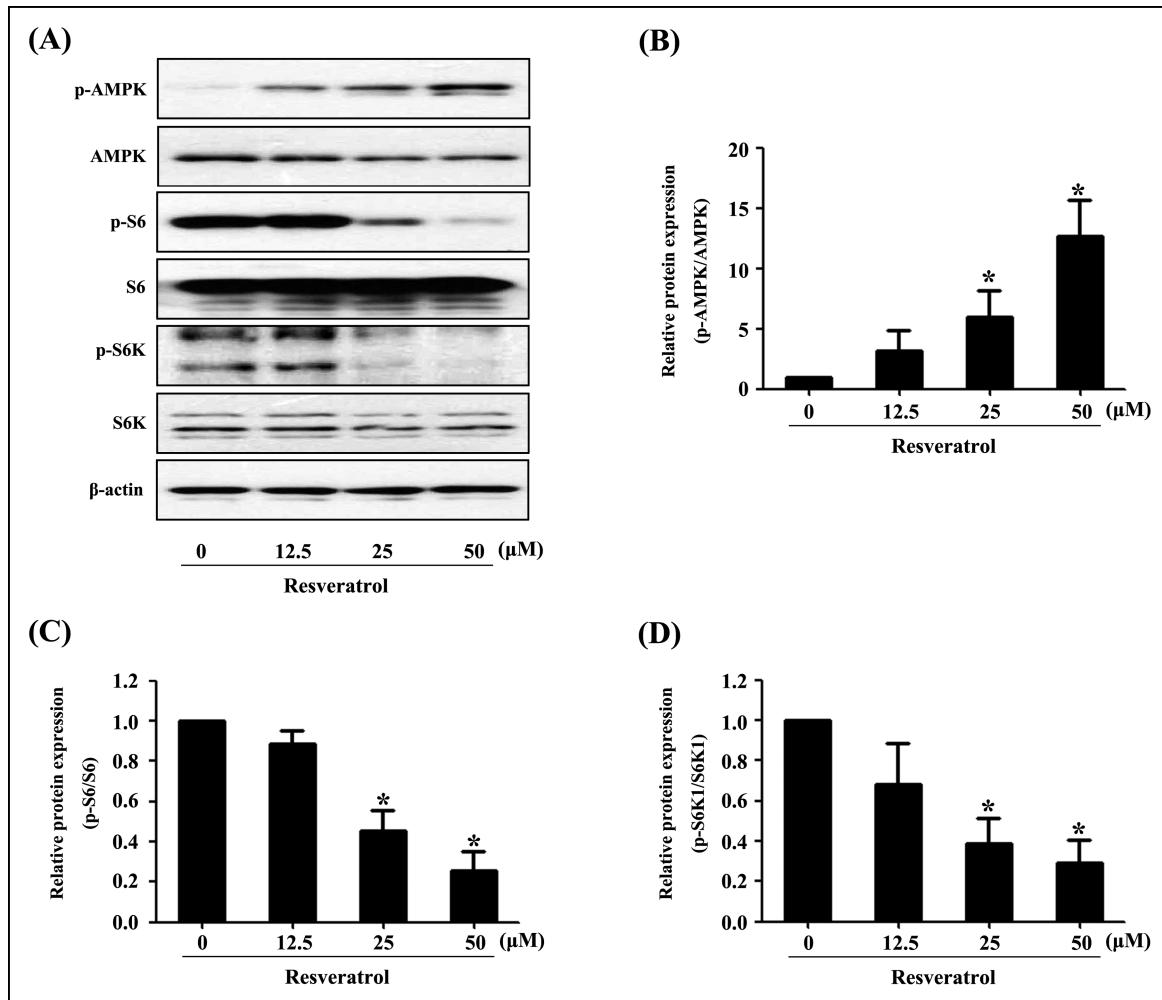 (A)
p-AMPK
AMPK
p-S6
S6
p-S6K
S6K
β-actin
0 12.5 25 50 (μM)
Resveratrol
(B)
Relative protein expression
(p-AMPK/AMPK)
20
15
10
5
0
*
*
0 12.5 25 50 (μM)
Resveratrol
(C)
Relative protein expression
(p-S6/S6)
1.2
1.0
0.8
0.6
0.4
0.2
0.0
*
*
0 12.5 25 50 (μM)
Resveratrol
(D)
Relative protein expression
(p-S6K1/S6K1)
1.2
1.0
0.8
0.6
0.4
0.2
0.0
*
*
0 12.5 25 50 (μM)
Resveratrol